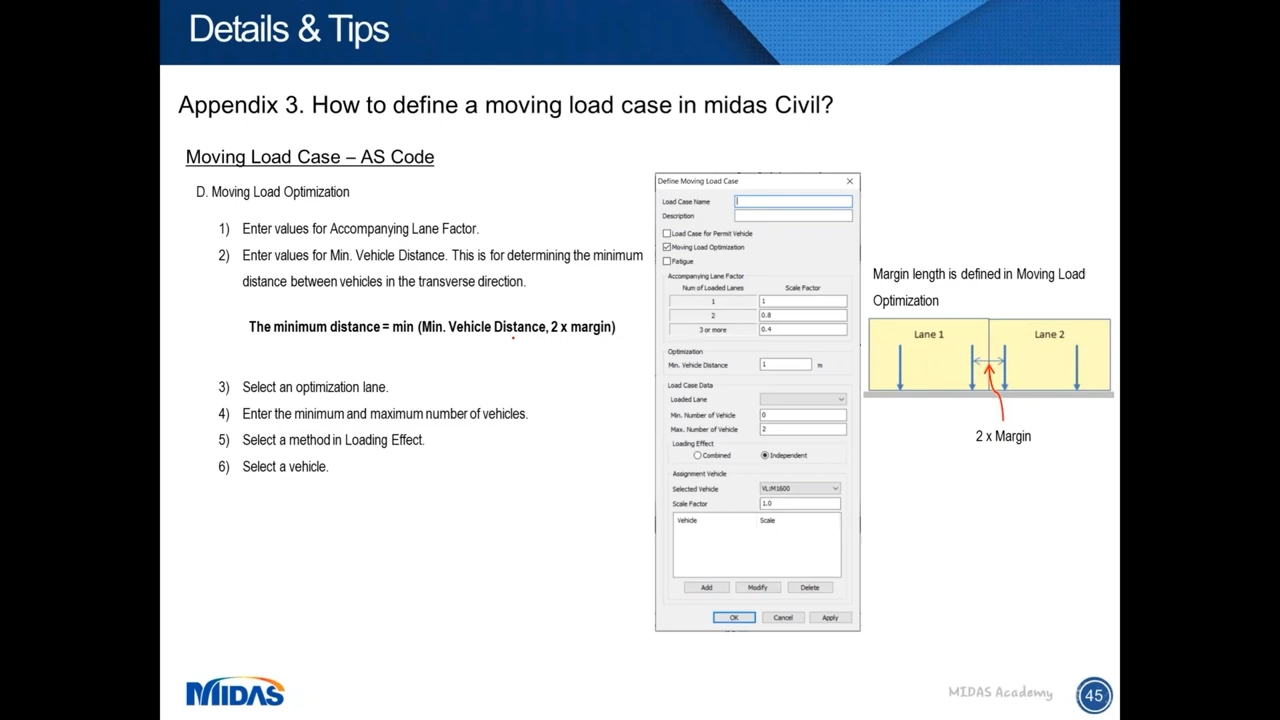 Details & Tips
Appendix 3. How to define a moving load case in midas Civil?
Moving Load Case – AS Code
D. Moving Load Optimization
1) Enter values for Accompanying Lane Factor.
2) Enter values for Min. Vehicle Distance. This is for determining the minimum
distance between vehicles in the transverse direction.
The minimum distance = min (Min. Vehicle Distance, 2 x margin)
3) Select an optimization lane.
4) Enter the minimum and maximum number of vehicles.
5) Select a method in Loading Effect.
6) Select a vehicle.
Define Moving Load Case
Load Case Name
Description
Load Case for Permit Vehicle
Moving Load Optimization
Fatigue
Accompanying Lane Factor
Num of Loaded Lanes Scale Factor
1 1
2 0.8
3 or more 0.4
Optimization
Min. Vehicle Distance 1 m
Load Case Data
Loaded Lane
Min. Number of Vehicle 0
Max. Number of Vehicle 2
Loading Effect
Combined Independent
Assignment Vehicle
Selected Vehicle VL:M1600
Scale Factor 1.0
Vehicle Scale
Add Modify Delete
OK Cancel Apply
Margin length is defined in Moving Load
Optimization
Lane 1 Lane 2
2 x Margin
MIDAS
MIDAS Academy
45